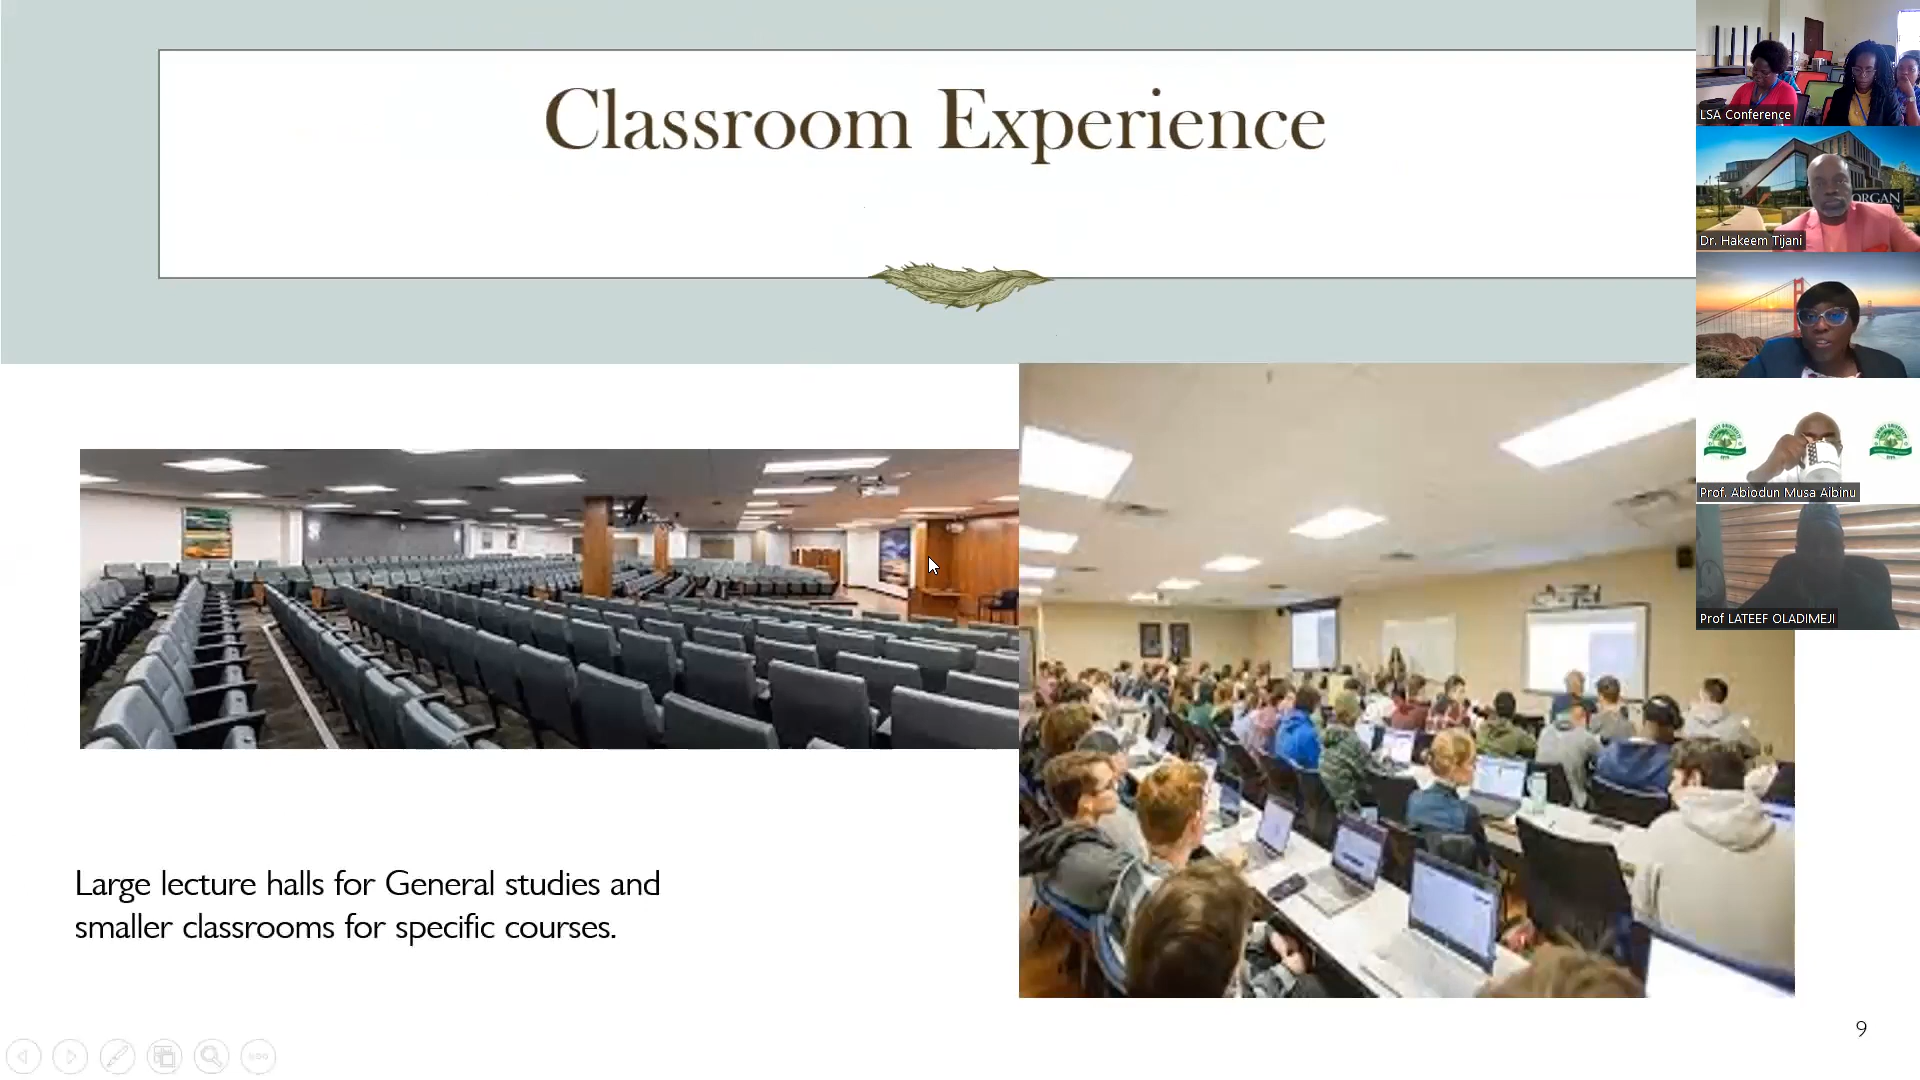 Classroom Experience
LSA Conference
ORGAN
Dr. Hakeem Tijani
Prof. Abiodun Musa Aibinu
Prof LATEEF OLADIMEJI
Large lecture halls for General studies and
smaller classrooms for specific courses.
9